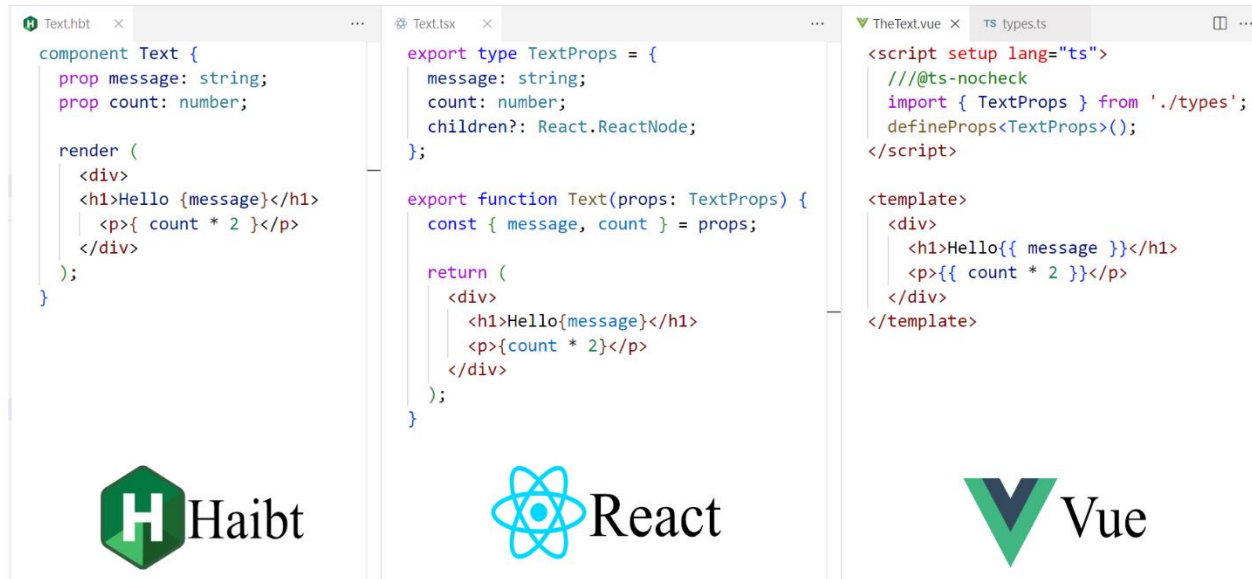 Text.hbt
component Text {
prop message: string;
prop count: number;
render (
<div>
<h1>Hello {message}</h1>
<p>{ count * 2 }</p>
</div>
);
}
H Haibt
Text.tsx
export type TextProps = {
message: string;
count: number;
children?: React.ReactNode;
};
export function Text(props: TextProps) {
const { message, count } = props;
return (
<div>
<h1>Hello{message}</h1>
<p>{count * 2}</p>
</div>
);
}
React
TheText.vue TS types.ts
<script setup lang="ts">
///@ts-nocheck
import { TextProps } from './types';
defineProps<TextProps>();
</script>
<template>
<div>
<h1>Hello{{ message }}</h1>
<p>{{ count * 2 }}</p>
</div>
</template>
Vue